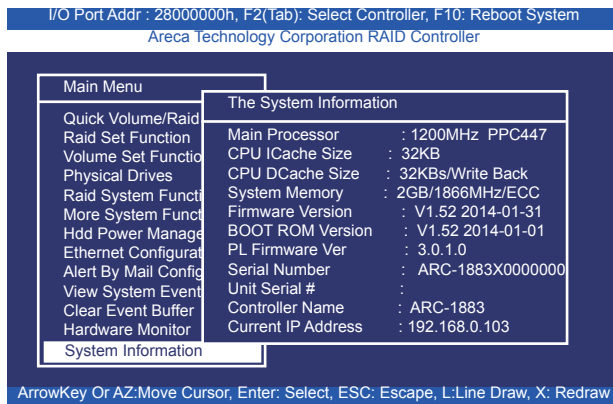 I/O Port Addr : 28000000h, F2(Tab): Select Controller, F10: Reboot System
Areca Technology Corporation RAID Controller
Main Menu
Quick Volume/Raid
Raid Set Function
Volume Set Functio
Physical Drives
Raid System Functi
More System Funct
Hdd Power Manage
Ethernet Configurat
Alert By Mail Config
View System Event
Clear Event Buffer
Hardware Monitor
System Information
The System Information
Main Processor : 1200MHz PPC447
CPU ICache Size : 32KB
CPU DCache Size : 32KBs/Write Back
System Memory : 2GB/1866MHz/ECC
Firmware Version : V1.52 2014-01-31
BOOT ROM Version : V1.52 2014-01-01
PL Firmware Ver : 3.0.1.0
Serial Number : ARC-1883X0000000
Unit Serial # :
Controller Name : ARC-1883
Current IP Address : 192.168.0.103
ArrowKey Or AZ:Move Cursor, Enter: Select, ESC: Escape, L:Line Draw, X: Redraw